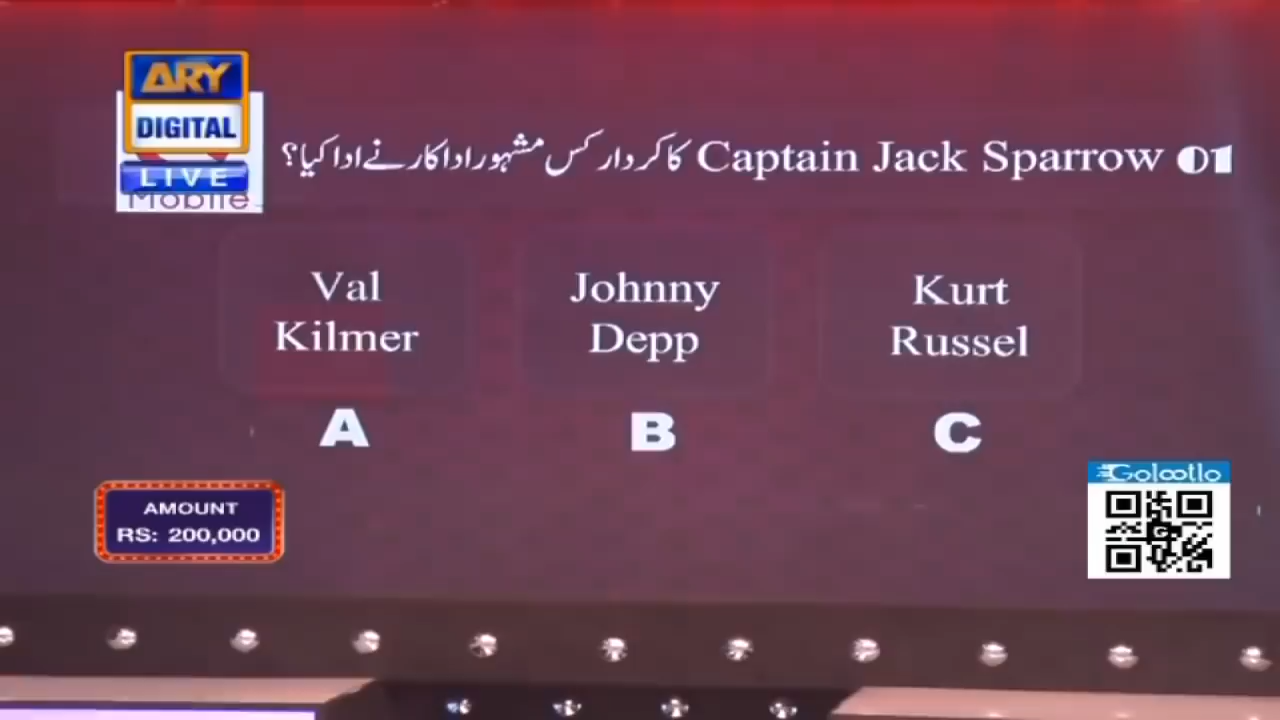 ARY
DIGITAL
LIVE
Mobile
01 Captain Jack Sparrow کا کردار کس مشہور اداکار نے ادا کیا؟
Val
Kilmer
Johnny
Depp
Kurt
Russel
A
B
C
AMOUNT
RS: 200,000
Golootlo